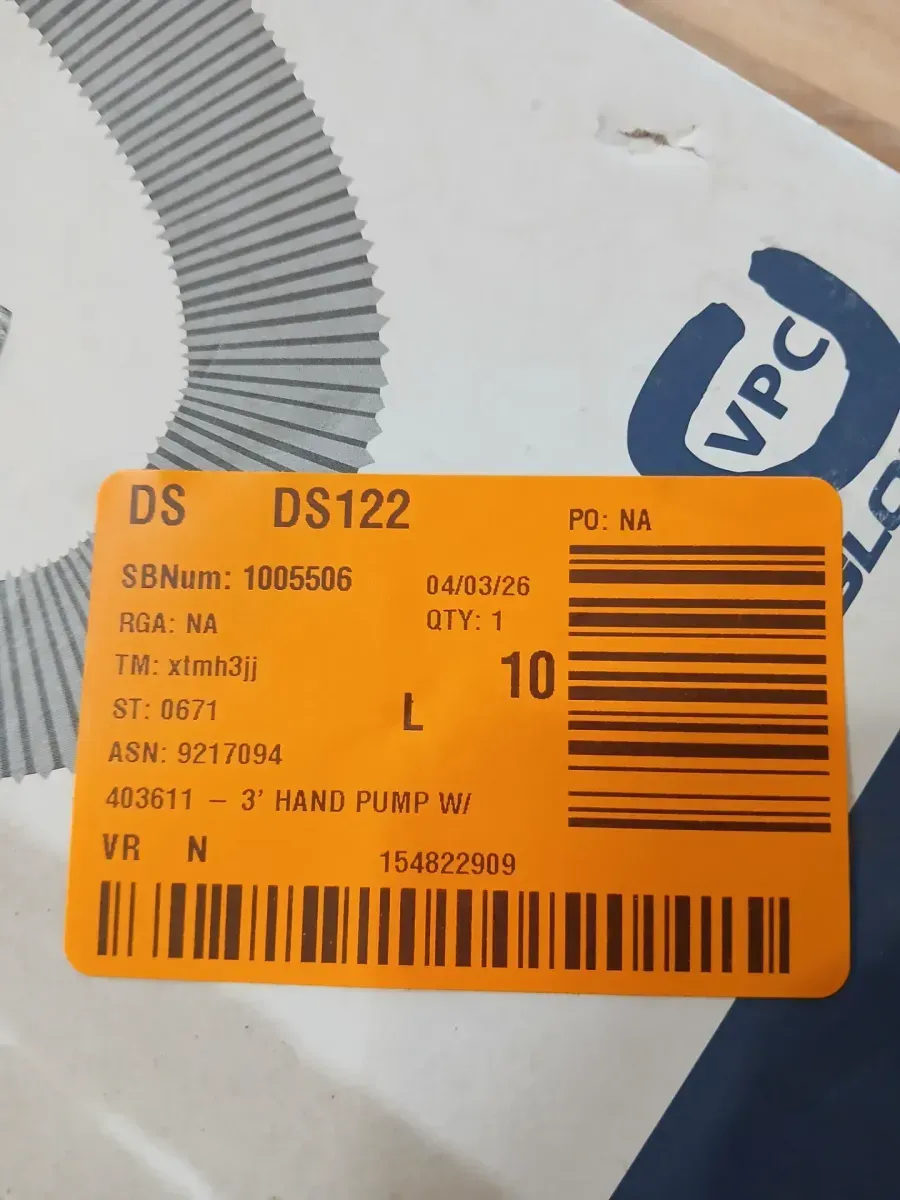 VPC
DS DS122
PO: NA
SBNum: 1005506
04/03/26
RGA: NA
QTY: 1
TM: xtmh3jj
10
ST: 0671
L
ASN: 9217094
403611 – 3' HAND PUMP W/
VR N
154822909